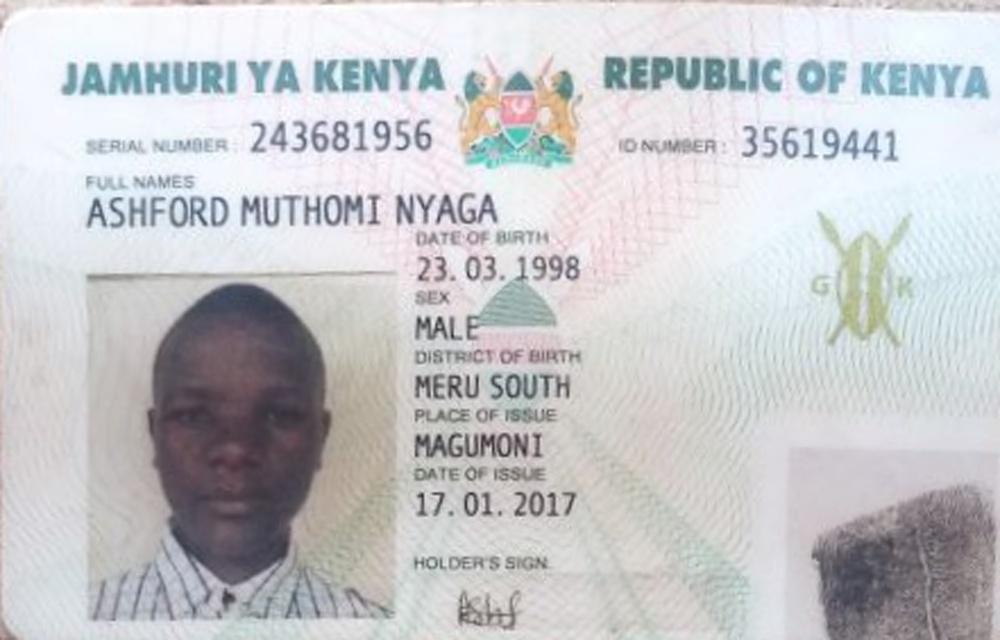 JAMHURI YA KENYA REPUBLIC OF KENYA
SERIAL NUMBER : 243681956 ID NUMBER : 35619441
FULL NAMES
ASHFORD MUTHOMI NYAGA
DATE OF BIRTH
23. 03. 1998
SEX
MALE
G K
DISTRICT OF BIRTH
MERU SOUTH
PLACE OF ISSUE
MAGUMONI
DATE OF ISSUE
17. 01. 2017
HOLDER'S SIGN.